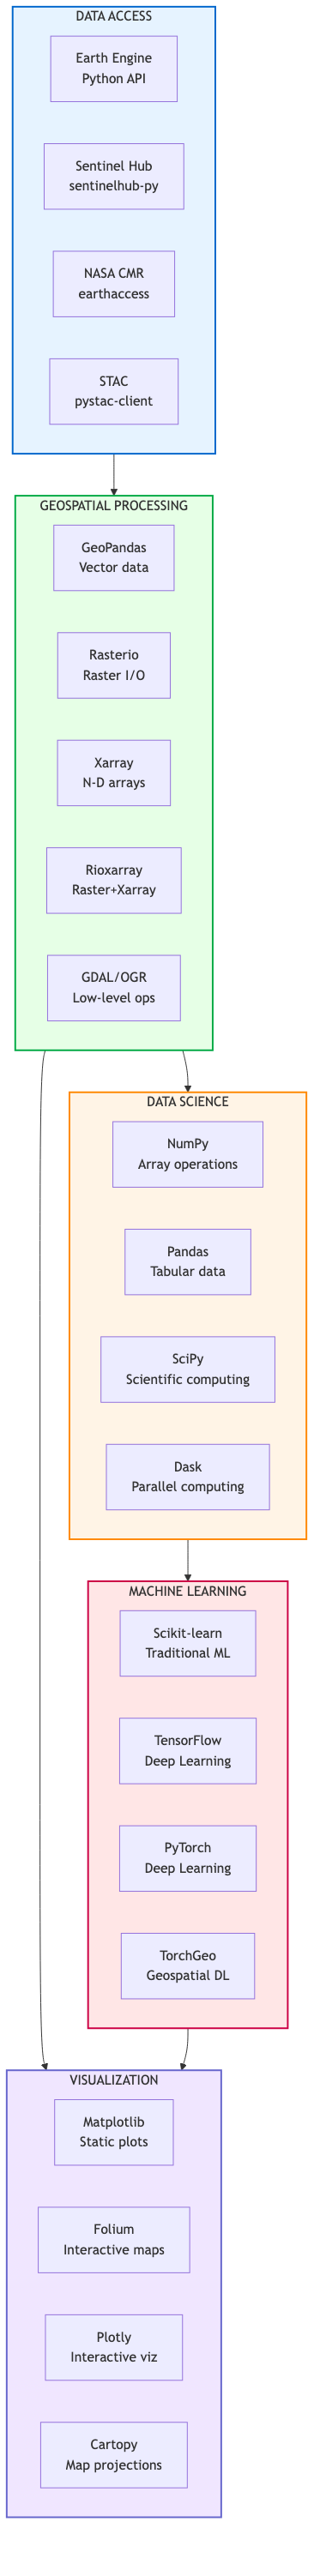 DATA ACCESS
Earth Engine
Python API
Sentinel Hub
sentinelhub-py
NASA CMR
earthaccess
STAC
pystac-client
GEOSPATIAL PROCESSING
GeoPandas
Vector data
Rasterio
Raster I/O
Xarray
N-D arrays
Rioxarray
Raster+Xarray
GDAL/OGR
Low-level ops
DATA SCIENCE
NumPy
Array operations
Pandas
Tabular data
SciPy
Scientific computing
Dask
Parallel computing
MACHINE LEARNING
Scikit-learn
Traditional ML
TensorFlow
Deep Learning
PyTorch
Deep Learning
TorchGeo
Geospatial DL
VISUALIZATION
Matplotlib
Static plots
Folium
Interactive maps
Plotly
Interactive viz
Cartopy
Map projections